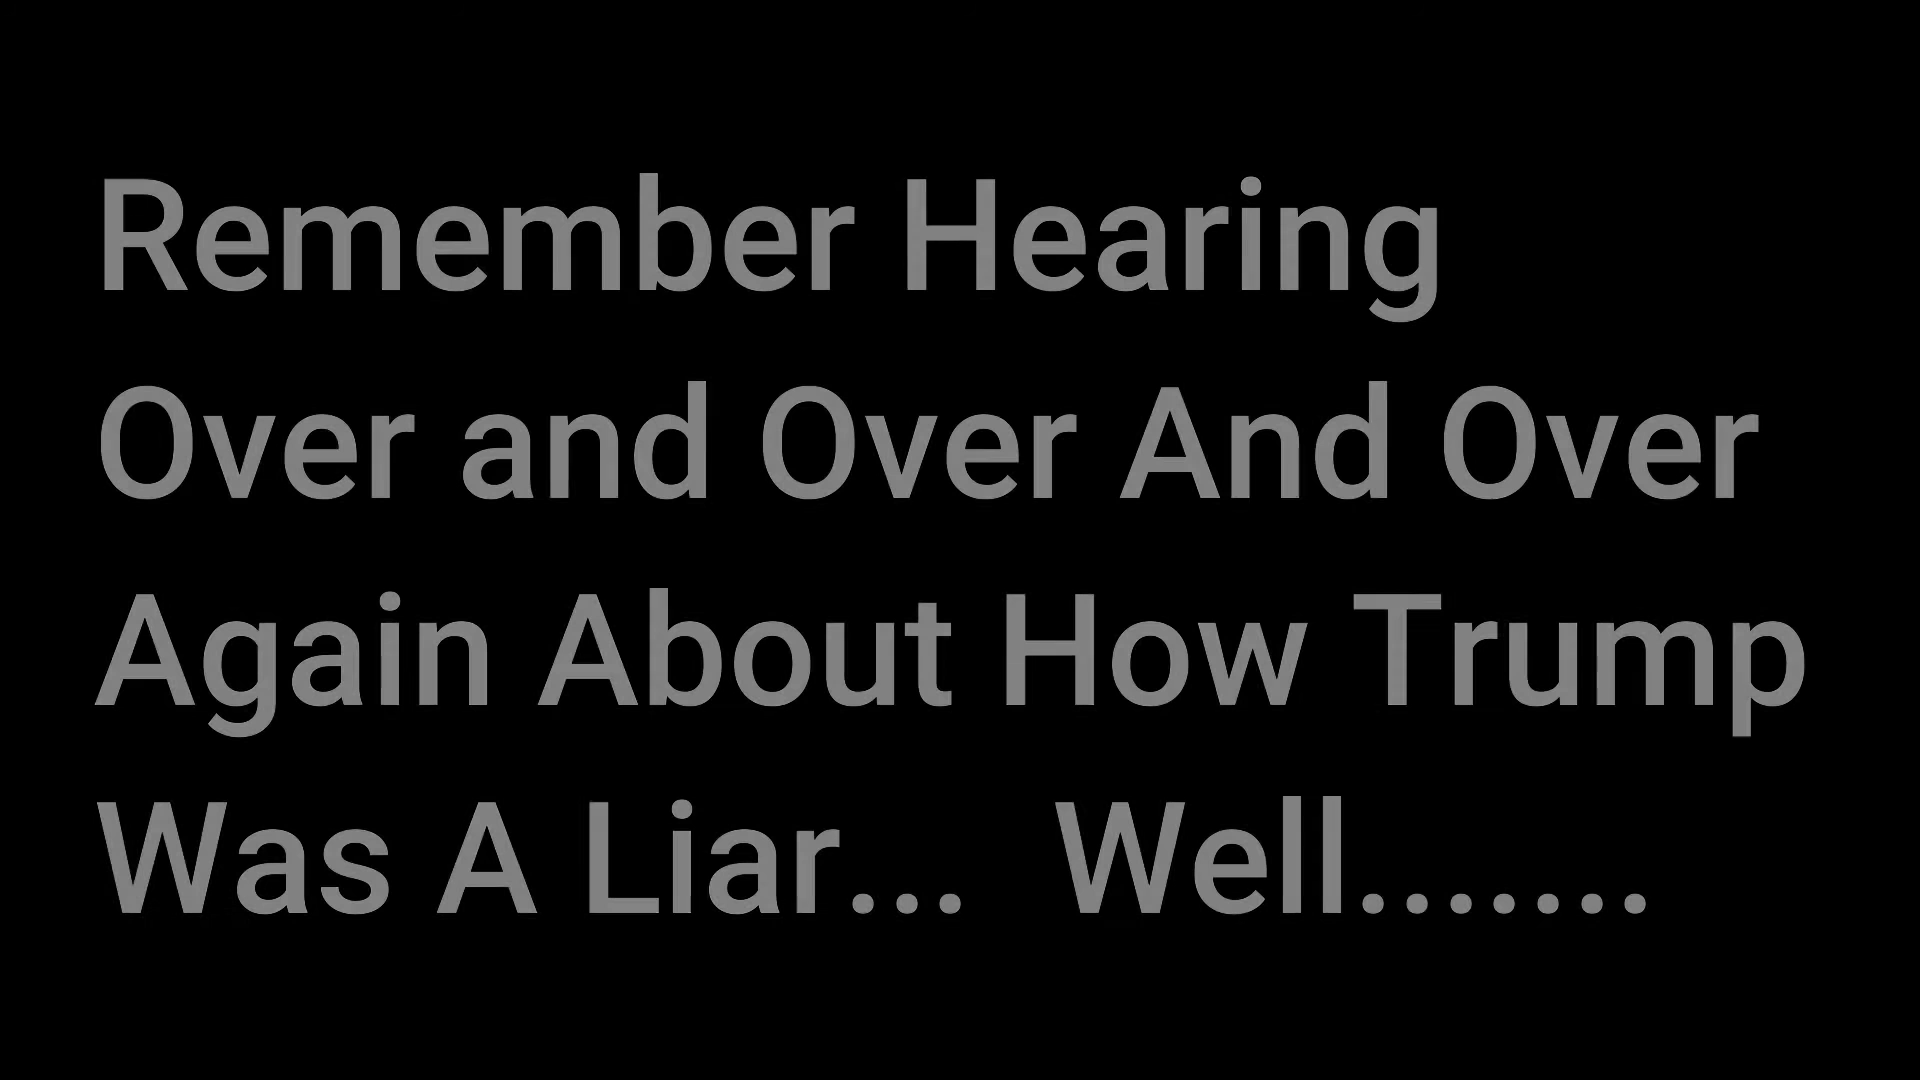 Remember Hearing
Over and Over And Over
Again About How Trump
Was A Liar...  Well.......